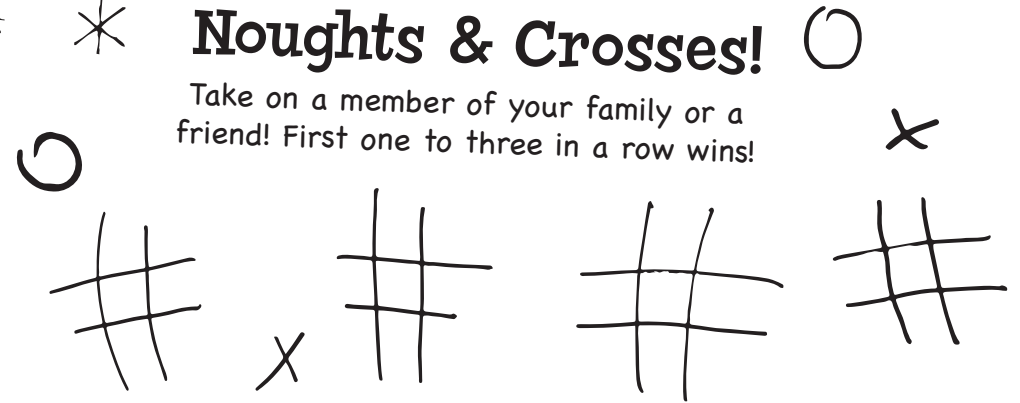 Noughts & Crosses!
Take on a member of your family or a
friend! First one to three in a row wins!